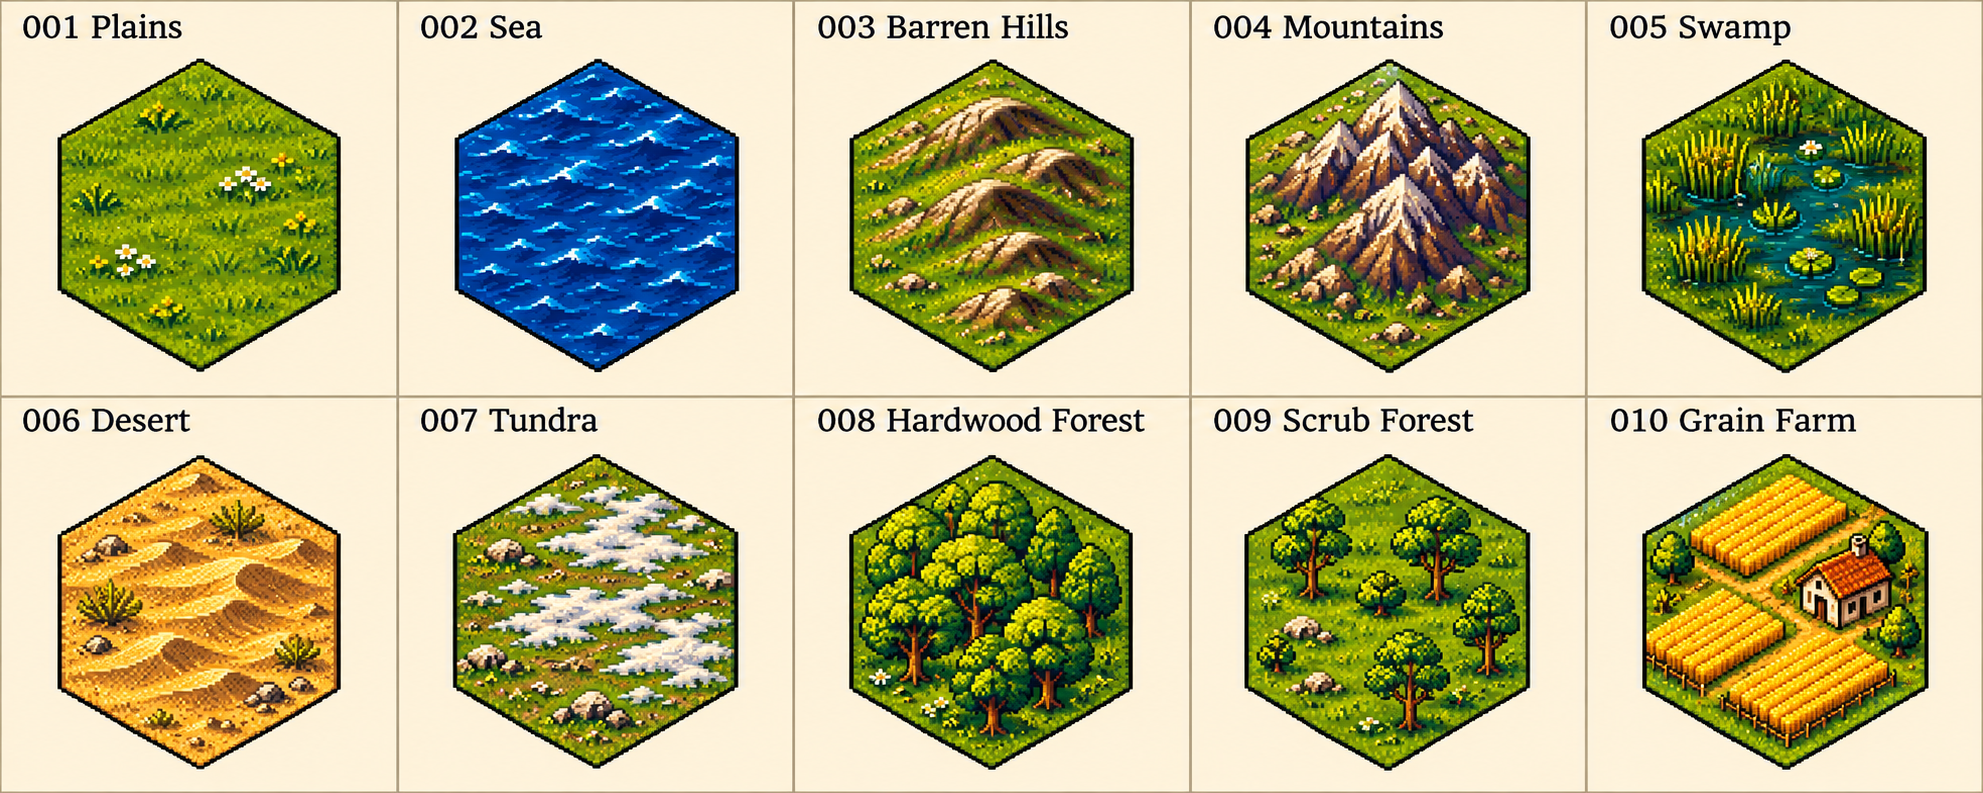 001 Plains
002 Sea
003 Barren Hills
004 Mountains
005 Swamp
006 Desert
007 Tundra
008 Hardwood Forest
009 Scrub Forest
010 Grain Farm